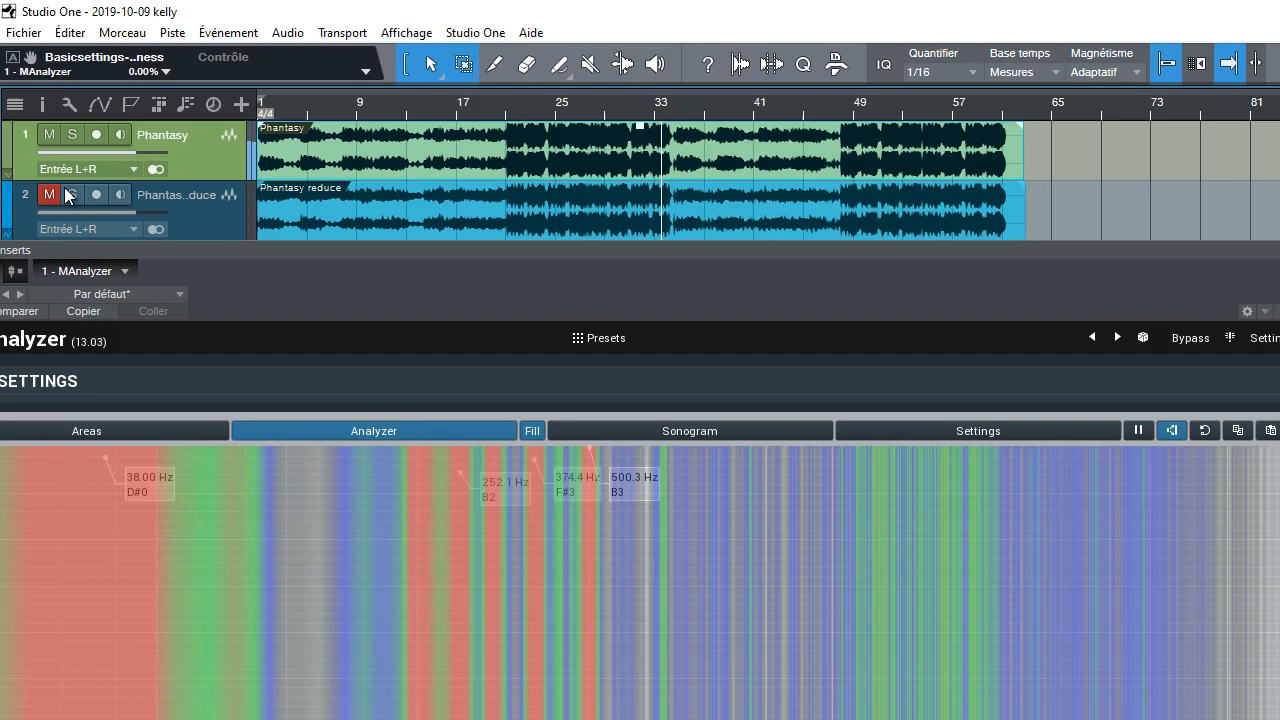 Studio One - 2019-10-09 kelly
Fichier Éditer Morceau Piste Événement Audio Transport Affichage Studio One Aide
A Basicsettings-..ness Contrôle
1 - MAnalyzer 0.00%
? Q IQ
Quantifier Base temps Magnétisme
1/16 Mesures Adaptatif
1 9 17 25 33 41 49 57 65 73 81
4/4
1 M S Phantasy
Entrée L+R
Phantasy
2 M S Phantas..duce
Entrée L+R
Phantasy reduce
nserts
1 - MAnalyzer
Par défaut*
omparer Copier Coller
nalyzer (13.03) Presets Bypass Settin
SETTINGS
Areas Analyzer Fill Sonogram Settings
38.00 Hz
D#0
252.1 Hz
B2
374.4 Hz
F#3
500.3 Hz
B3